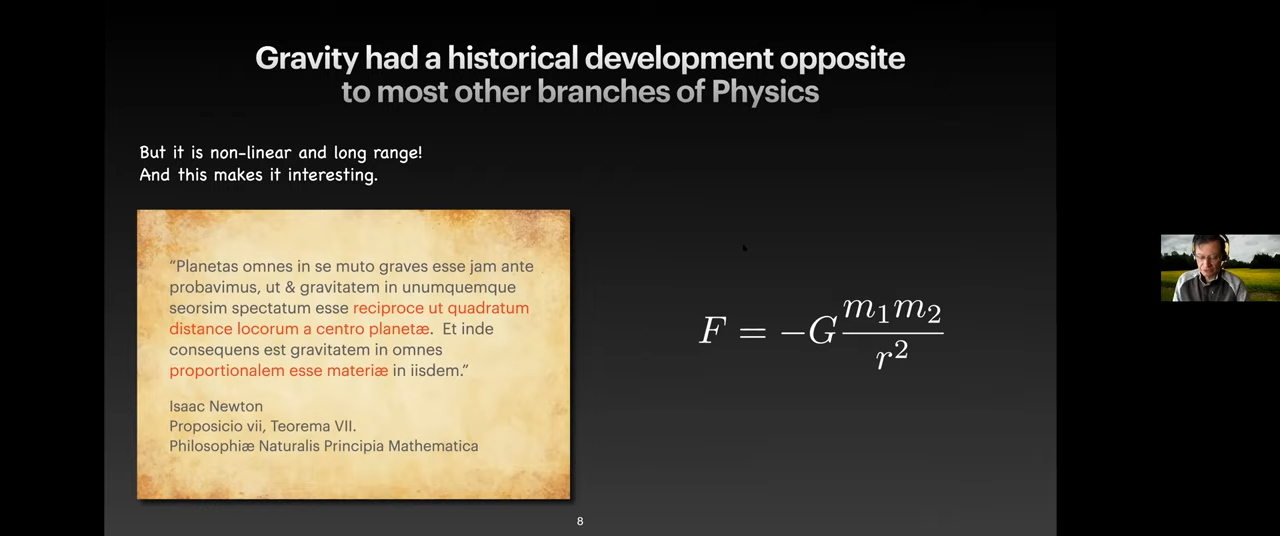 Gravity had a historical development opposite
to most other branches of Physics
But it is non-linear and long range!
And this makes it interesting.
“Planetas omnes in se muto graves esse jam ante
probavimus, ut & gravitatem in unumquemque
seorsim spectatum esse reciproce ut quadratum
distance locorum a centro planetæ. Et inde
consequens est gravitatem in omnes
proportionalem esse materiæ in iisdem.”
Isaac Newton
Proposicio vii, Teorema VII.
Philosophiæ Naturalis Principia Mathematica
F = −G m₁m₂ / r²
8